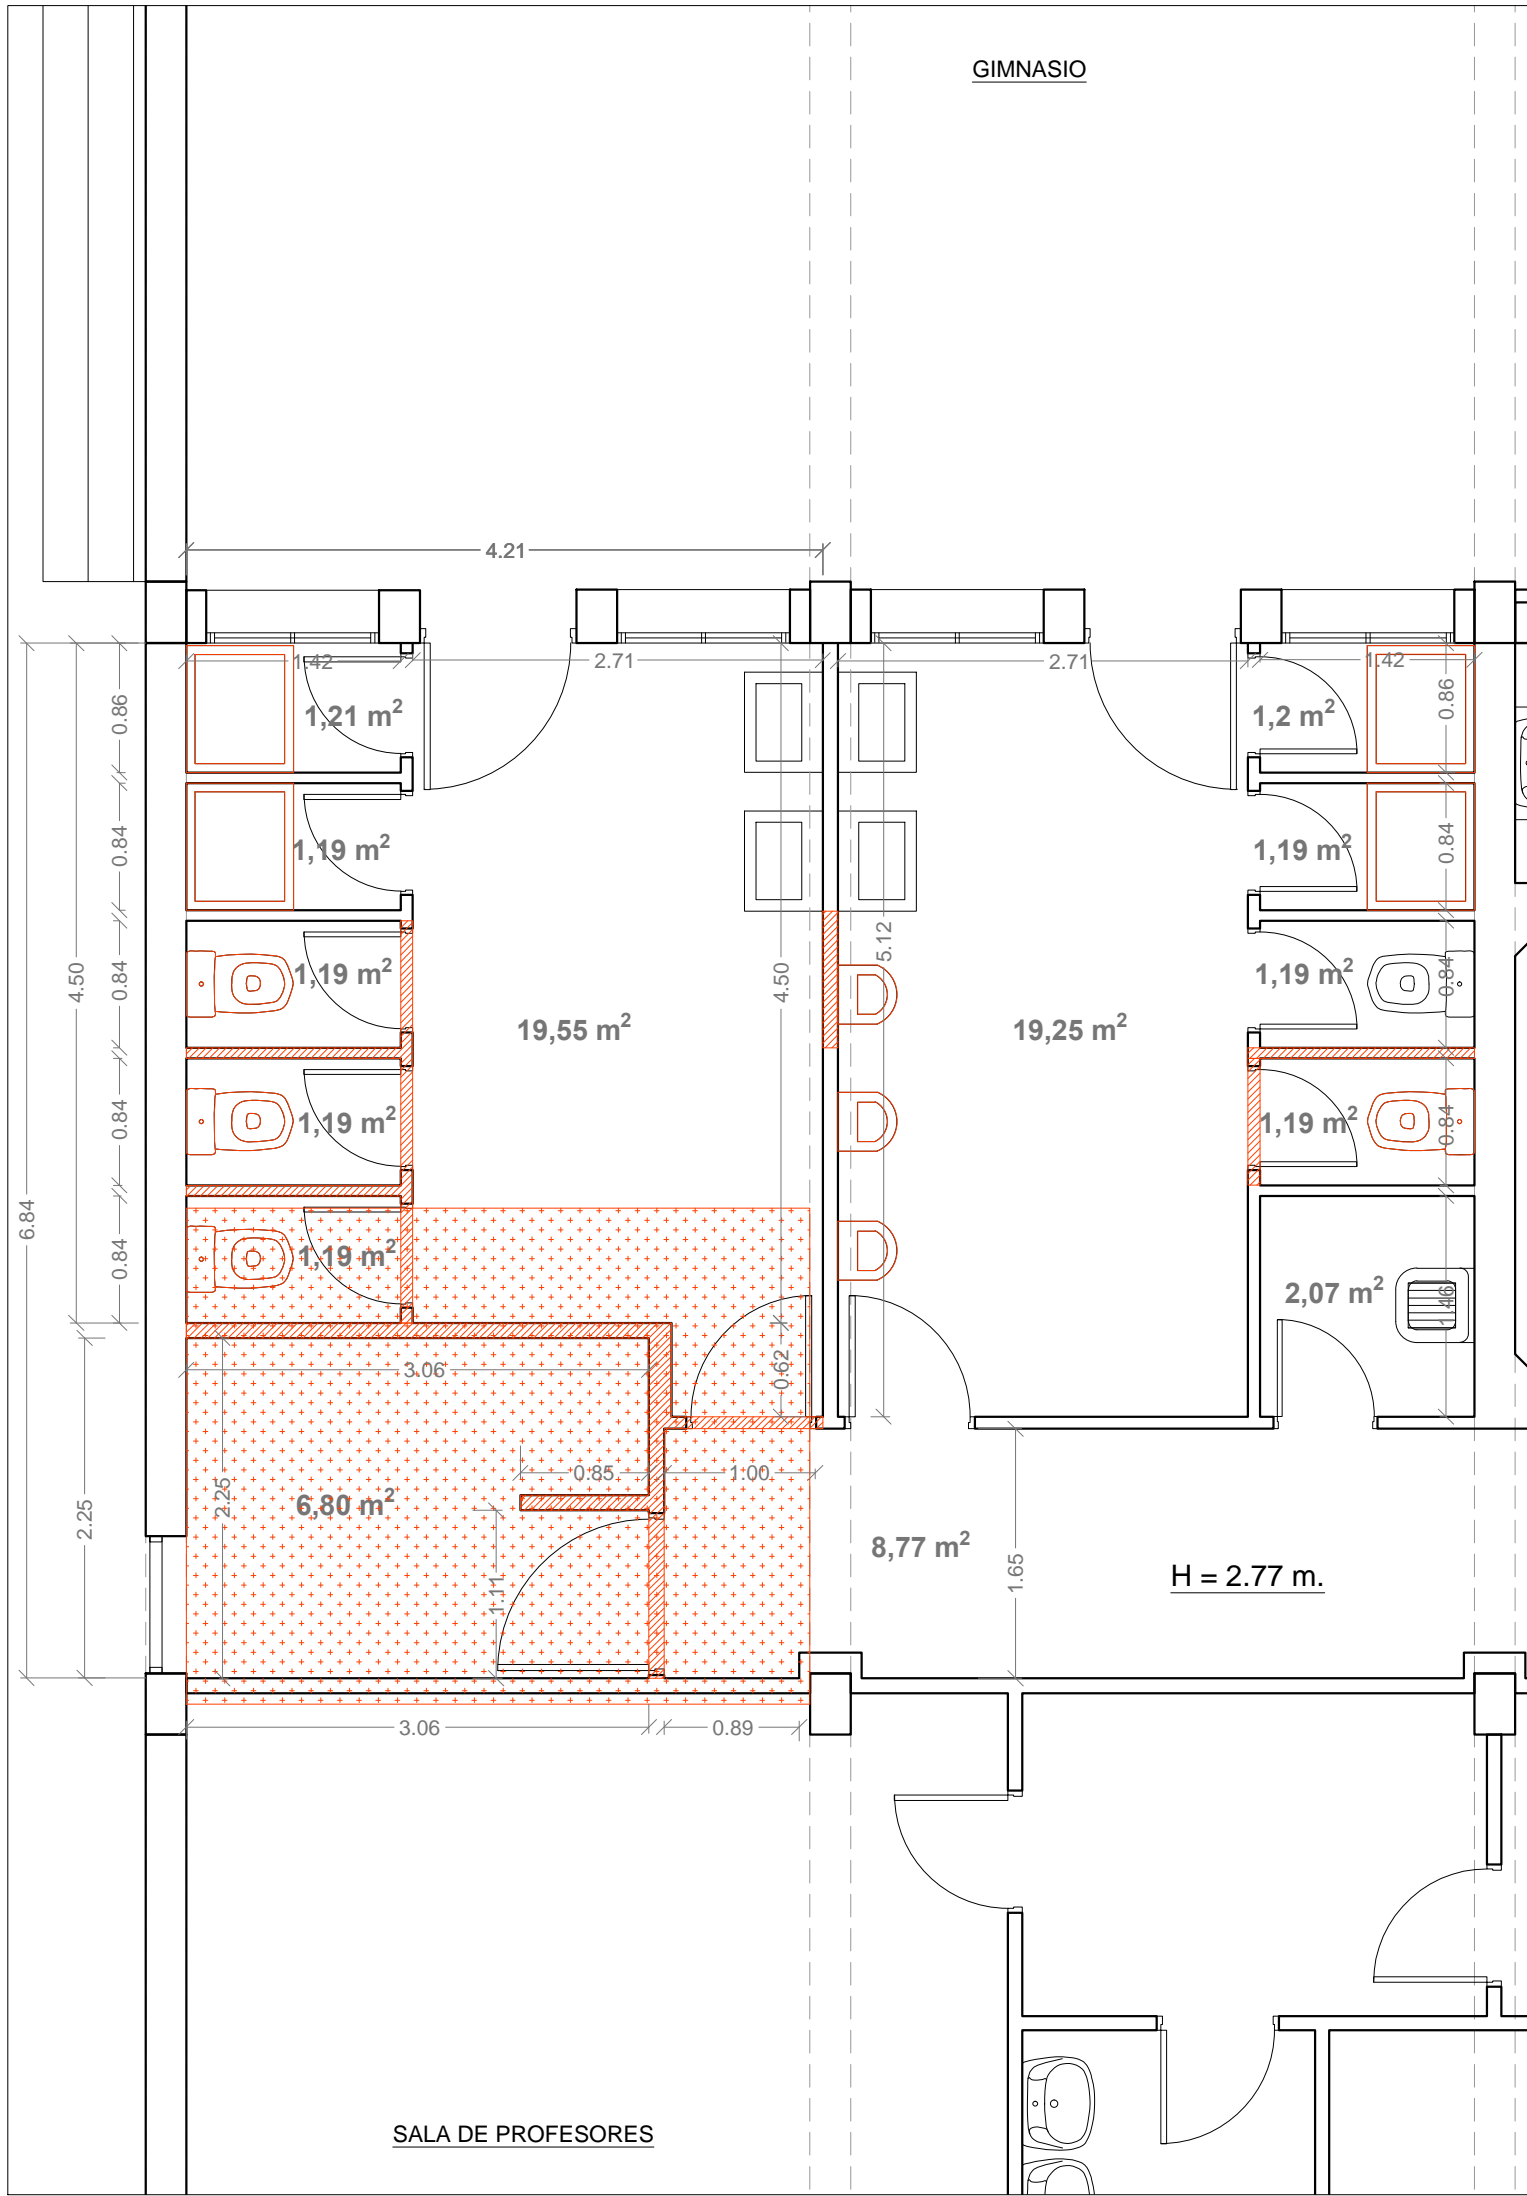 GIMNASIO
4.21
1.42
2.71
2.71
1.42
0.86
1,21 m²
1,2 m²
0.86
0.84
1,19 m²
1,19 m²
0.84
4.50
0.84
1,19 m²
4.50
5.12
1,19 m²
0.84
19,55 m²
19,25 m²
0.84
1,19 m²
1,19 m²
0.84
6.84
0.84
1,19 m²
2,07 m²
1.46
3.06
0.62
2.25
2.25
6,80 m²
0.85
1.00
1.11
8,77 m²
1.65
H = 2.77 m.
3.06
0.89
SALA DE PROFESORES